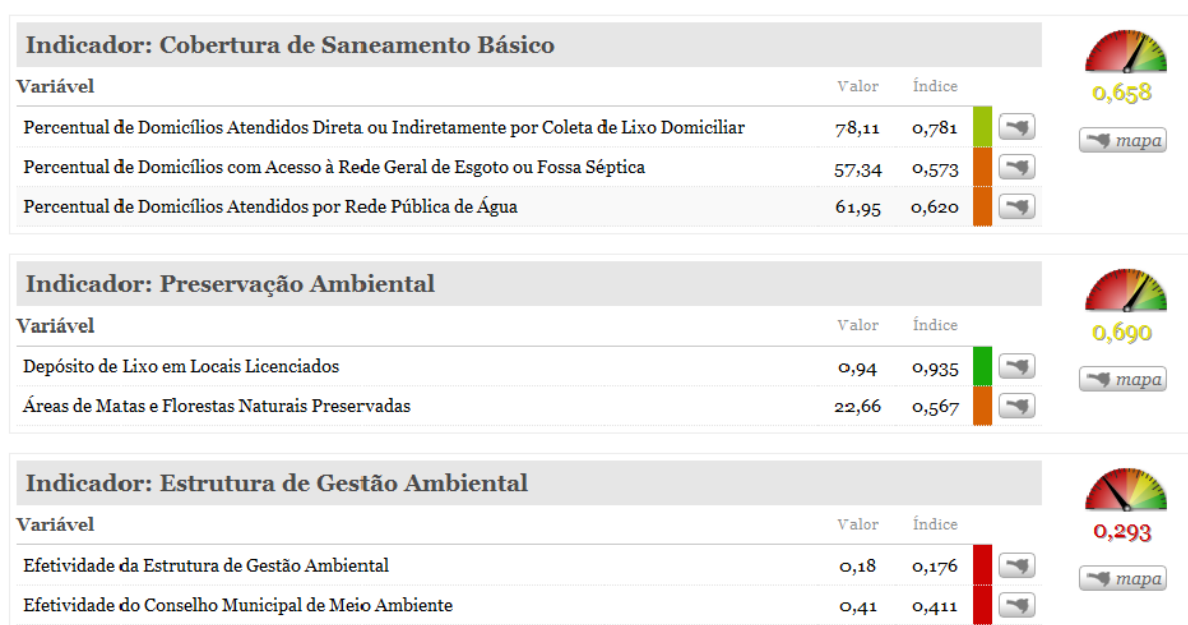 Indicador: Cobertura de Saneamento Básico
Variável Valor Índice
0,658
Percentual de Domicílios Atendidos Direta ou Indiretamente por Coleta de Lixo Domiciliar 78,11 0,781
mapa
Percentual de Domicílios com Acesso à Rede Geral de Esgoto ou Fossa Séptica 57,34 0,573
Percentual de Domicílios Atendidos por Rede Pública de Água 61,95 0,620
Indicador: Preservação Ambiental
Variável Valor Índice
0,690
Depósito de Lixo em Locais Licenciados 0,94 0,935
mapa
Áreas de Matas e Florestas Naturais Preservadas 22,66 0,567
Indicador: Estrutura de Gestão Ambiental
Variável Valor Índice
0,293
Efetividade da Estrutura de Gestão Ambiental 0,18 0,176
mapa
Efetividade do Conselho Municipal de Meio Ambiente 0,41 0,411